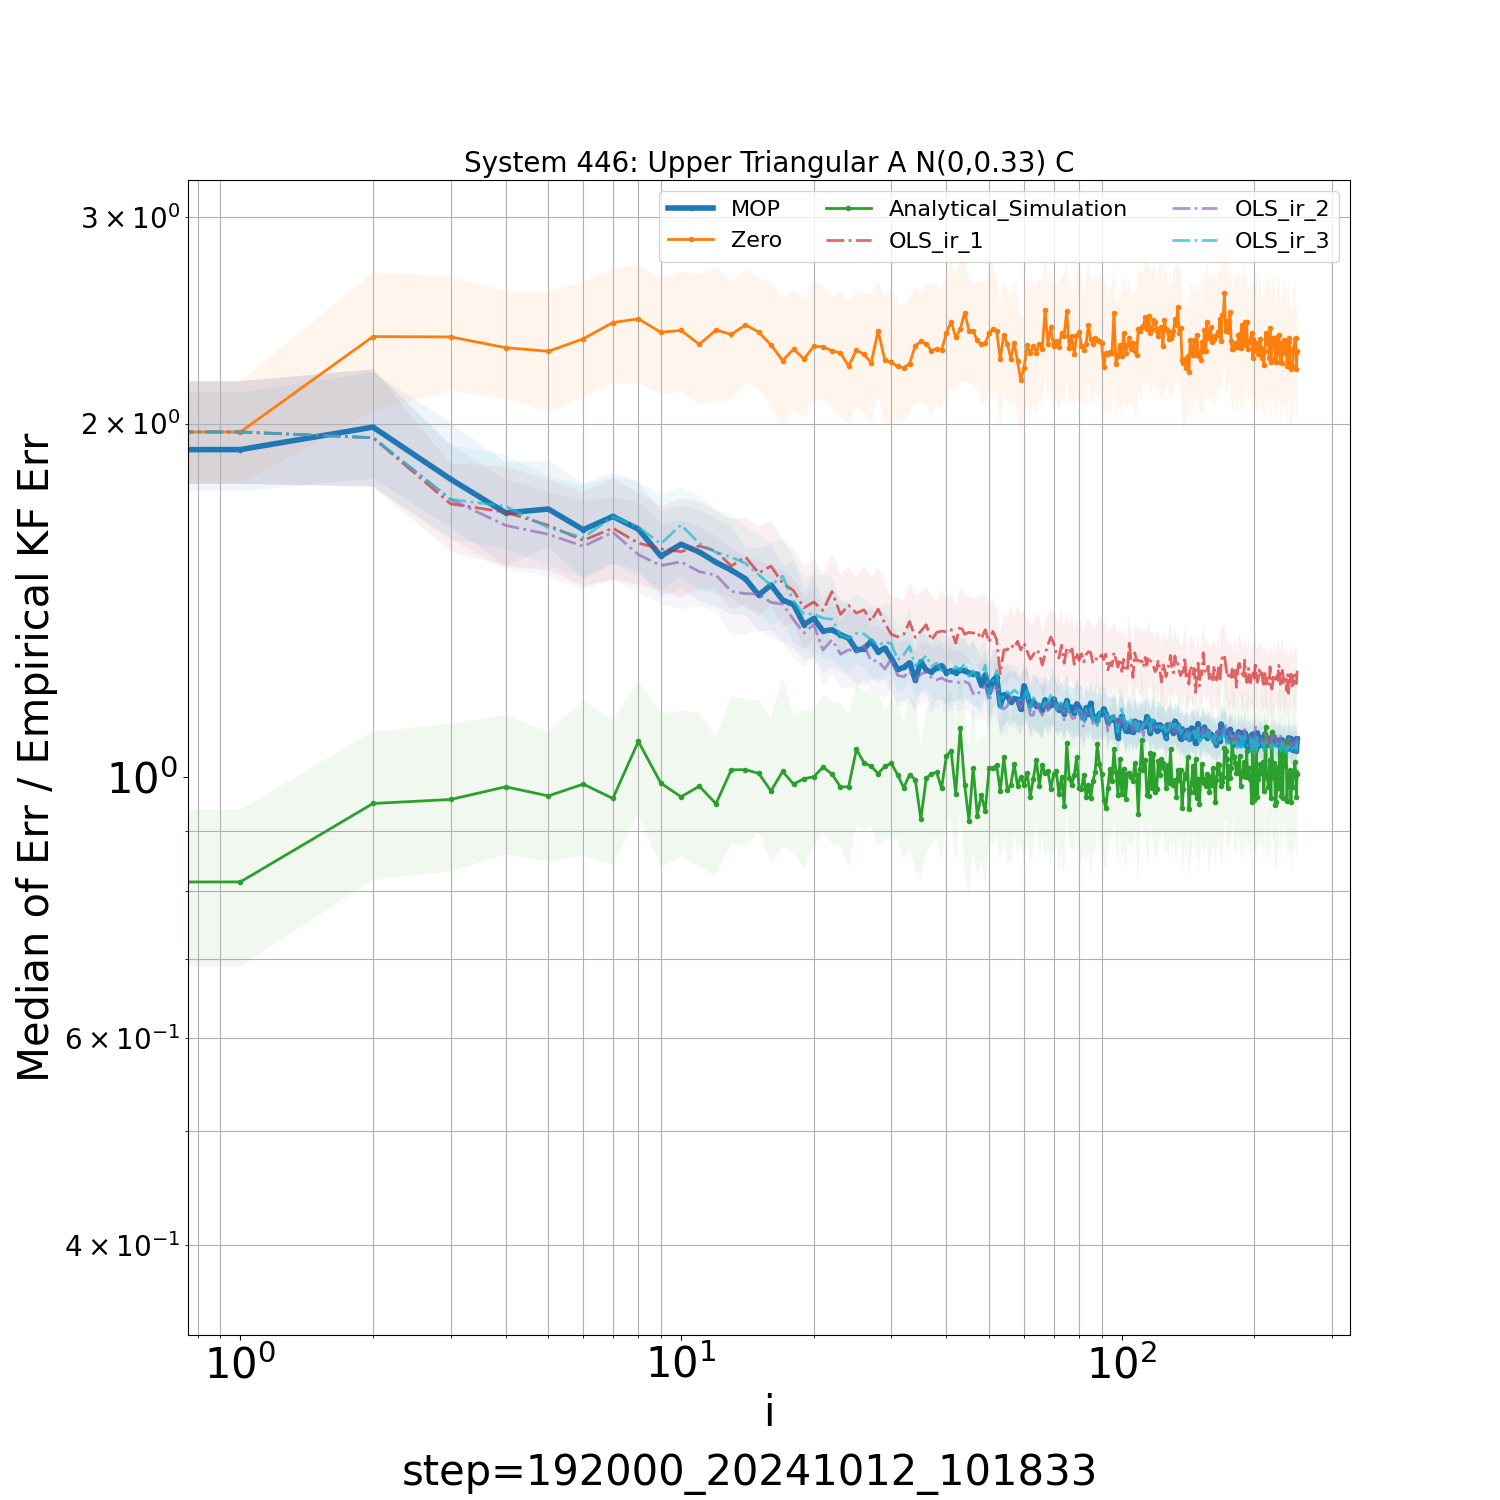 System 446: Upper Triangular A N(0,0.33) C
MOP
Zero
Analytical_Simulation
OLS_ir_1
OLS_ir_2
OLS_ir_3
Median of Err / Empirical KF Err
3 × 10⁰
2 × 10⁰
10⁰
6 × 10⁻¹
4 × 10⁻¹
10⁰ 10¹ 10²
i
step=192000_20241012_101833